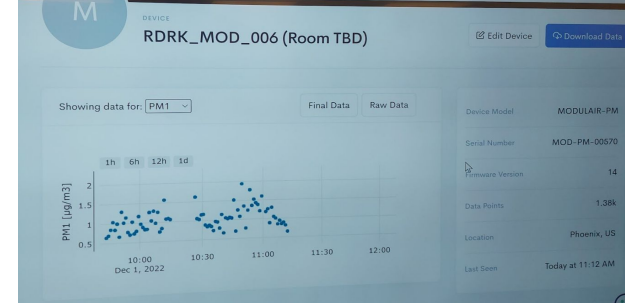 M
DEVICE
RDRK_MOD_006 (Room TBD)
Edit Device
Download Data
Showing data for: PM1
Final Data
Raw Data
1h 6h 12h 1d
PM1 [µg/m3]
2
1.5
1
0.5
10:00 10:30 11:00 11:30 12:00
Dec 1, 2022
Device Model MODULAIR-PM
Serial Number MOD-PM-00570
Firmware Version 14
Data Points 1.38k
Location Phoenix, US
Last Seen Today at 11:12 AM